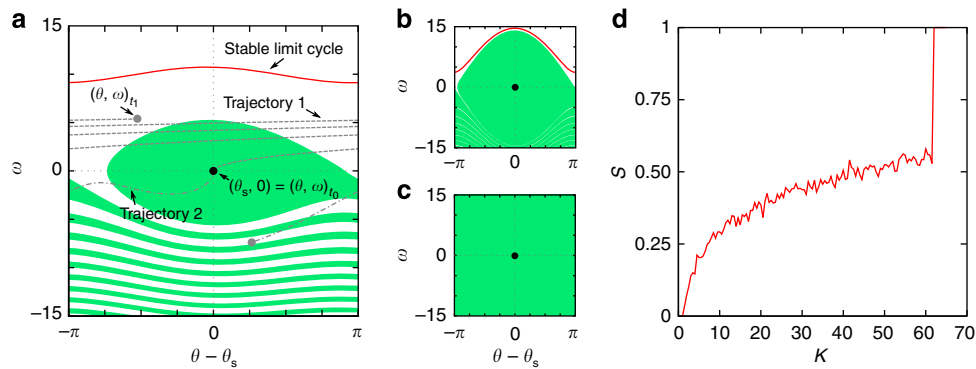 a
15
Stable limit cycle
(θ, ω)t₁
Trajectory 1
ω
0
(θₛ, 0) = (θ, ω)t₀
Trajectory 2
−15
−π
0
π
θ − θₛ
b
15
ω
0
−15
−π
0
π
c
15
ω
0
−15
−π
0
π
θ − θₛ
d
1
0.75
S
0.5
0.25
0
0
10
20
30
40
50
60
70
K